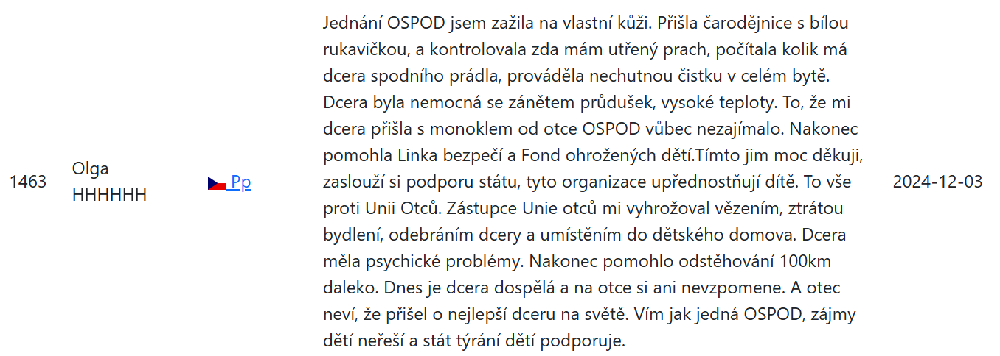 Jednání OSPOD jsem zažila na vlastní kůži. Přišla čarodějnice s bílou
rukavičkou, a kontrolovala zda mám utřený prach, počítala kolik má
dcera spodního prádla, prováděla nechutnou čistku v celém bytě.
Dcera byla nemocná se zánětem průdušek, vysoké teploty. To, že mi
dcera přišla s monoklem od otce OSPOD vůbec nezajímalo. Nakonec
pomohla Linka bezpečí a Fond ohrožených dětí.Tímto jim moc děkuji,
zaslouží si podporu státu, tyto organizace upřednostňují dítě. To vše
proti Unii Otců. Zástupce Unie otců mi vyhrožoval vězením, ztrátou
bydlení, odebráním dcery a umístěním do dětského domova. Dcera
měla psychické problémy. Nakonec pomohlo odstěhování 100km
daleko. Dnes je dcera dospělá a na otce si ani nevzpomene. A otec
neví, že přišel o nejlepší dceru na světě. Vím jak jedná OSPOD, zájmy
dětí neřeší a stát týrání dětí podporuje.
1463
Olga
HHHHHH
Pp
2024-12-03